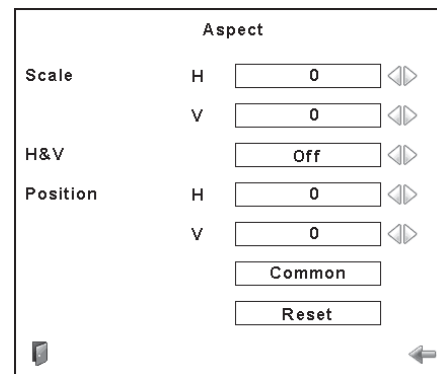 Aspect
Scale H 0
V 0
H&V Off
Position H 0
V 0
Common
Reset